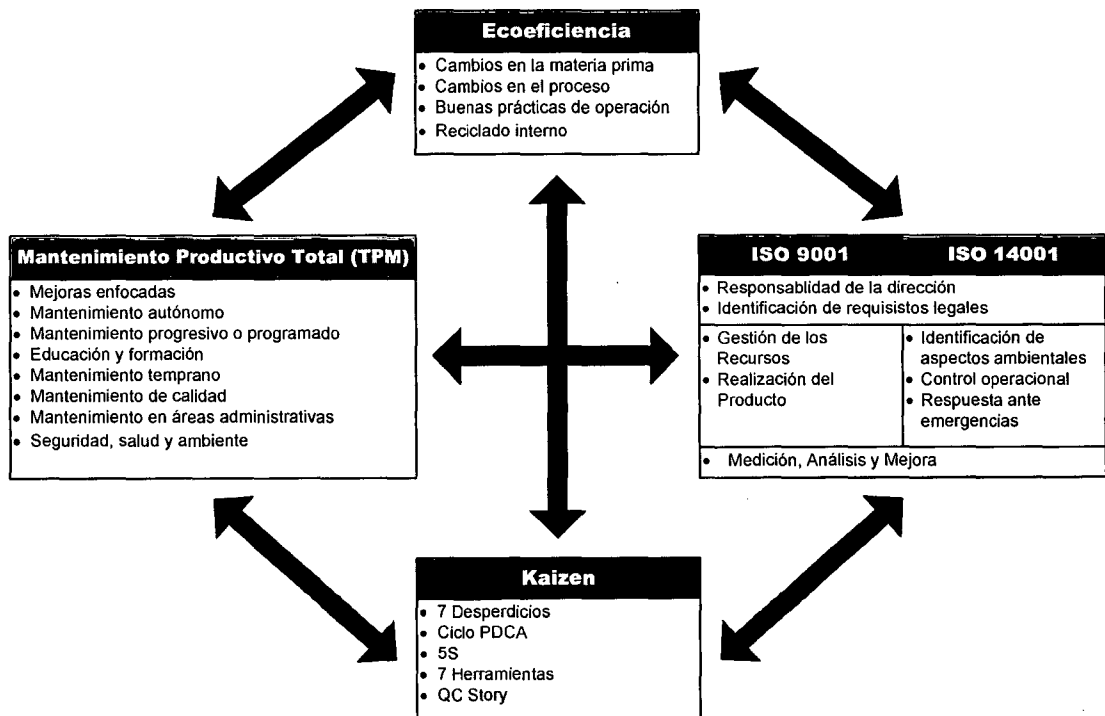 Ecoeficiencia
• Cambios en la materia prima
• Cambios en el proceso
• Buenas prácticas de operación
• Reciclado interno
Mantenimiento Productivo Total (TPM)
• Mejoras enfocadas
• Mantenimiento autónomo
• Mantenimiento progresivo o programado
• Educación y formación
• Mantenimiento temprano
• Mantenimiento de calidad
• Mantenimiento en áreas administrativas
• Seguridad, salud y ambiente
ISO 9001 ISO 14001
• Responsablidad de la dirección
• Identificación de requisistos legales
• Gestión de los
Recursos
• Realización del
Producto
• Identificación de
aspectos ambientales
• Control operacional
• Respuesta ante
emergencias
• Medición, Análisis y Mejora
Kaizen
• 7 Desperdicios
• Ciclo PDCA
• 5S
• 7 Herramientas
• QC Story